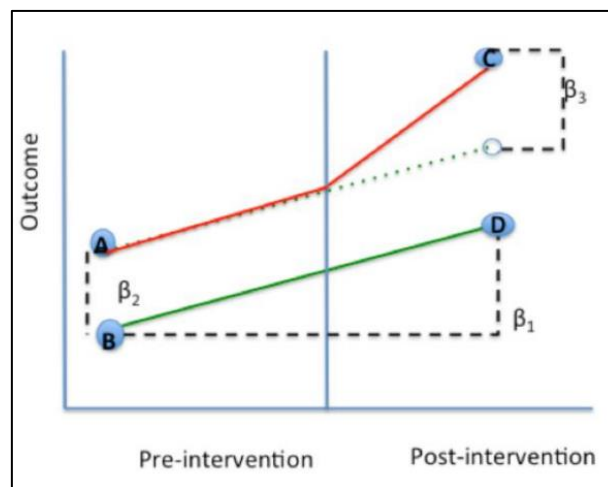 C
β₃
Outcome
A
D
β₂
β₁
B
Pre-intervention
Post-intervention